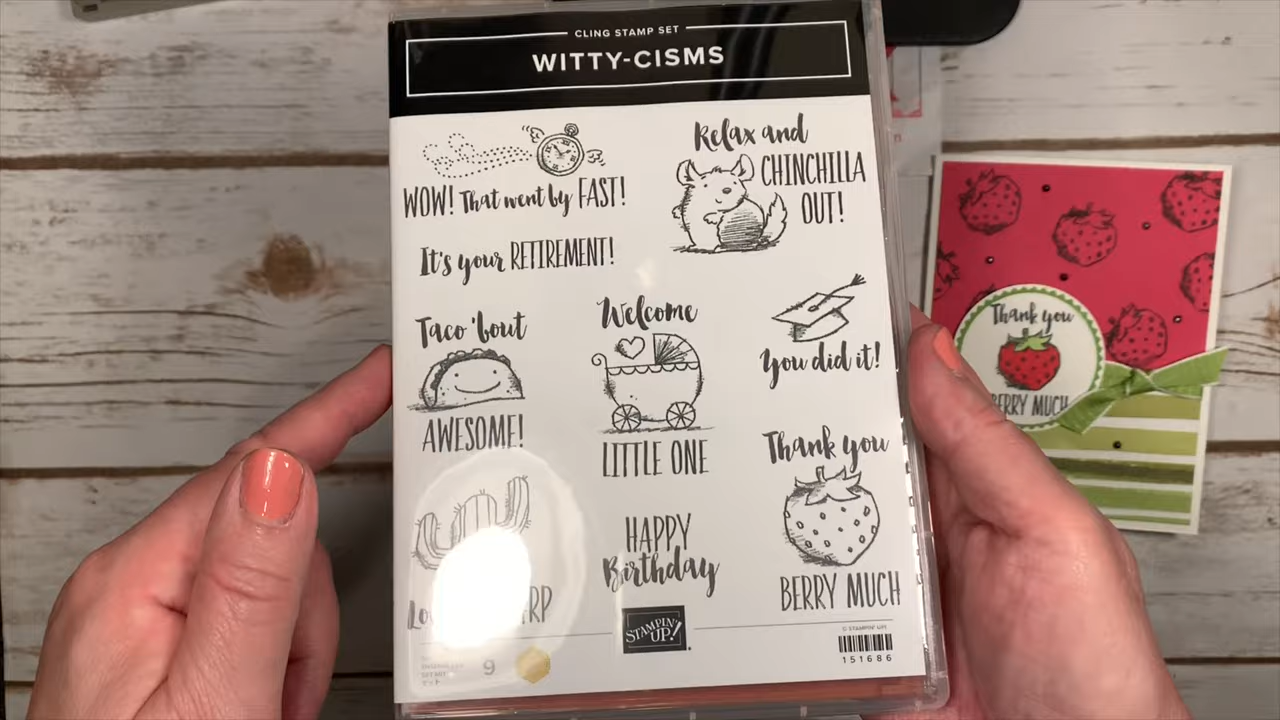 CLING STAMP SET
WITTY-CISMS
WOW! That went by FAST!
It's your RETIREMENT!
Relax and
CHINCHILLA
OUT!
Taco 'bout
AWESOME!
Welcome
LITTLE ONE
You did it!
Thank you
BERRY MUCH
HAPPY
Birthday
STAMPIN' UP!
9
© STAMPIN' UP!
151686
Thank you
BERRY MUCH